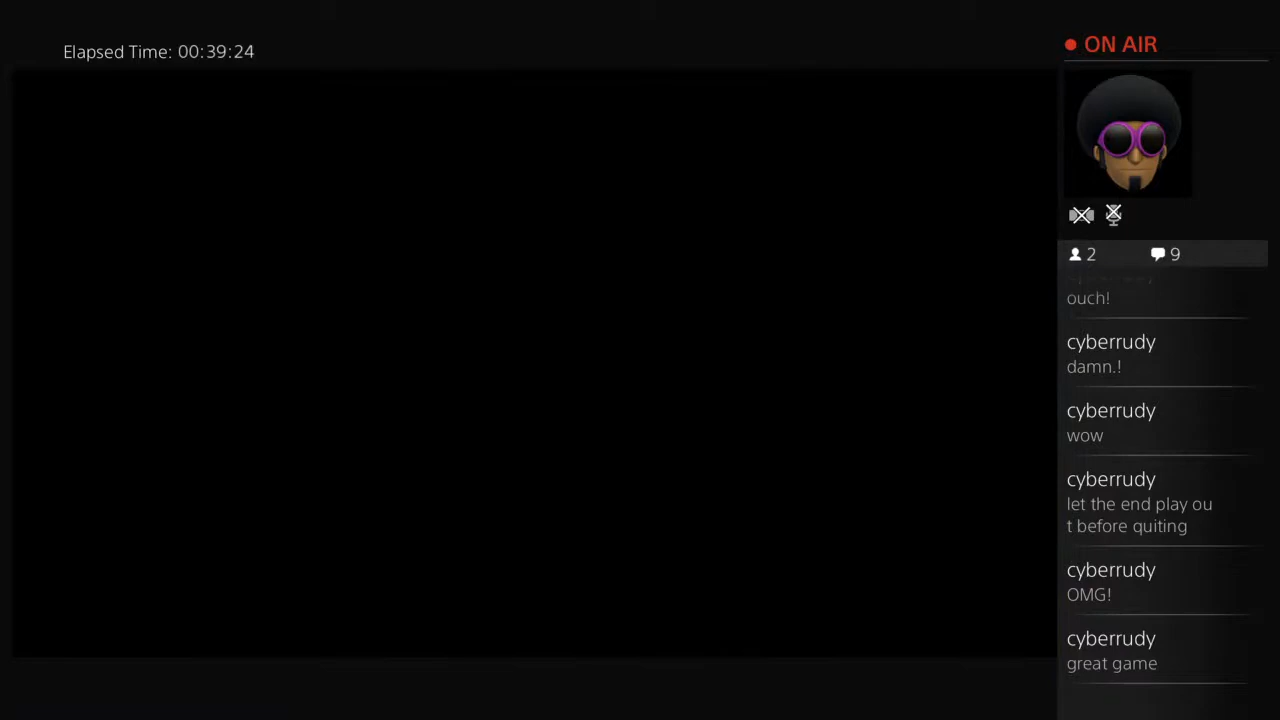 Elapsed Time: 00:39:24
ON AIR
2 9
ouch!
cyberrudy
damn.!
cyberrudy
wow
cyberrudy
let the end play ou
t before quiting
cyberrudy
OMG!
cyberrudy
great game